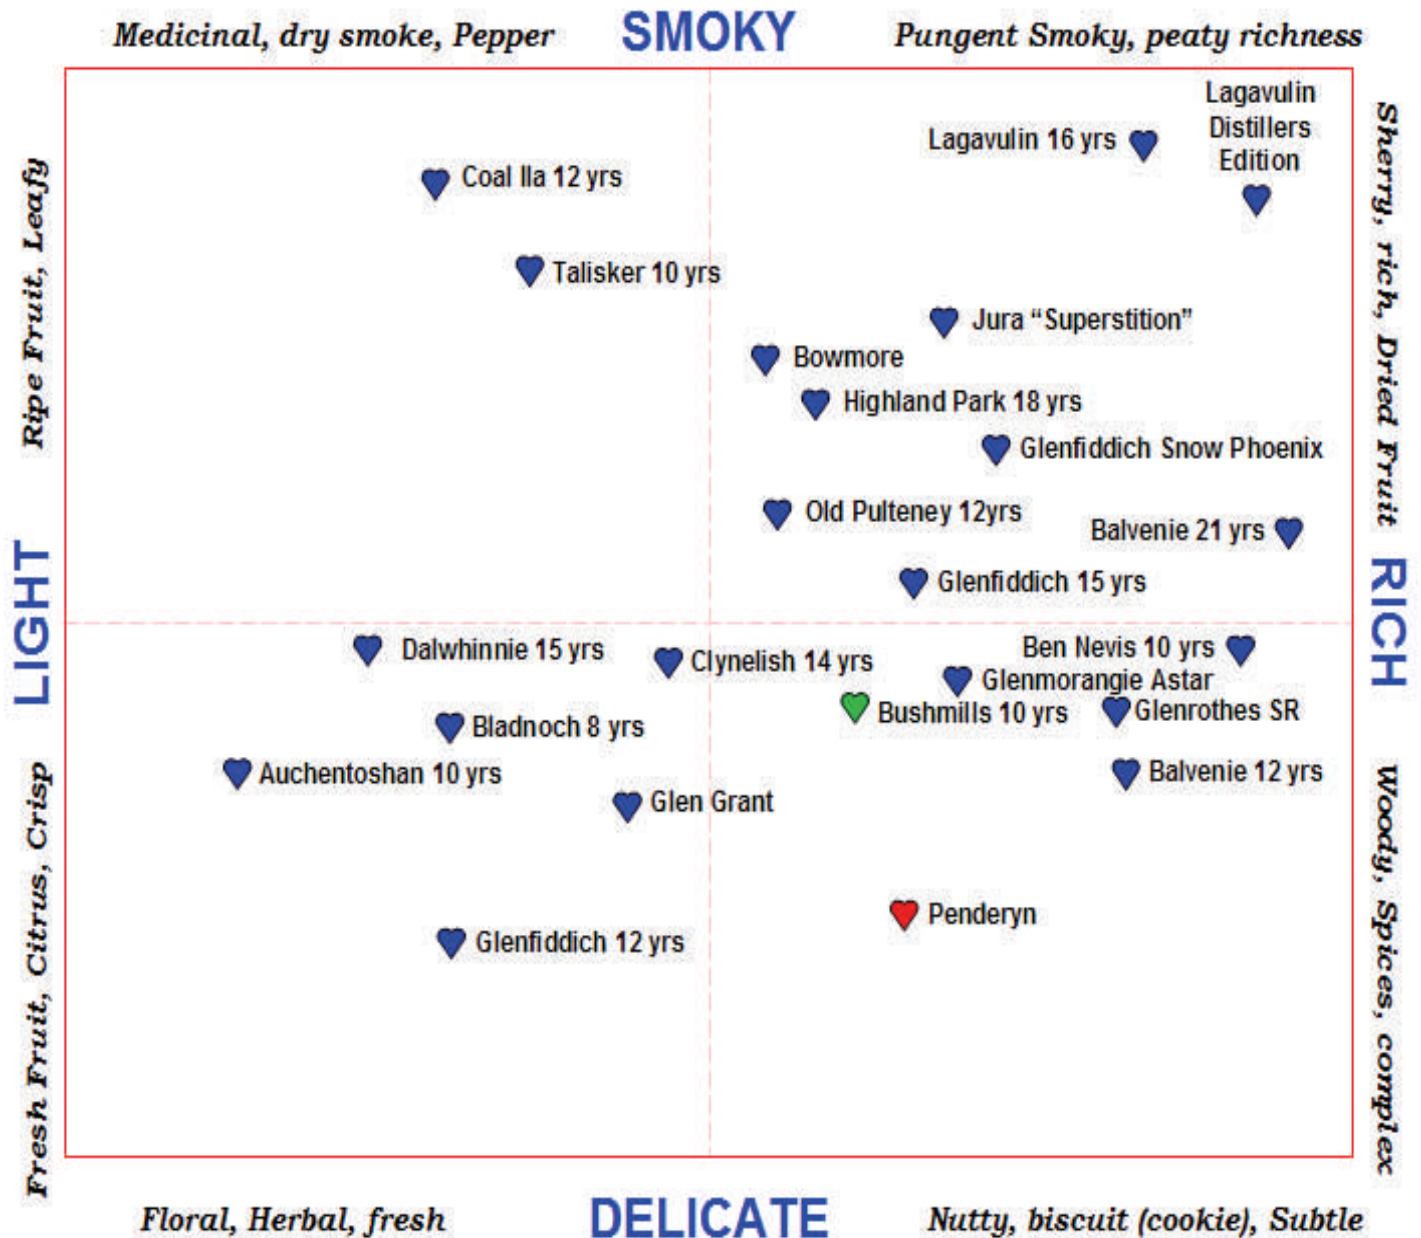 Medicinal, dry smoke, Pepper
SMOKY
Pungent Smoky, peaty richness
Ripe Fruit, Leafy
LIGHT
Fresh Fruit, Citrus, Crisp
Sherry, rich, Dried Fruit
RICH
Woody, Spices, complex
Lagavulin
Distillers
Edition
Lagavulin 16 yrs
Coal Ila 12 yrs
Talisker 10 yrs
Jura “Superstition”
Bowmore
Highland Park 18 yrs
Glenfiddich Snow Phoenix
Old Pulteney 12yrs
Balvenie 21 yrs
Glenfiddich 15 yrs
Dalwhinnie 15 yrs
Clynelish 14 yrs
Ben Nevis 10 yrs
Glenmorangie Astar
Bushmills 10 yrs
Glenrothes SR
Bladnoch 8 yrs
Auchentoshan 10 yrs
Balvenie 12 yrs
Glen Grant
Penderyn
Glenfiddich 12 yrs
Floral, Herbal, fresh
DELICATE
Nutty, biscuit (cookie), Subtle